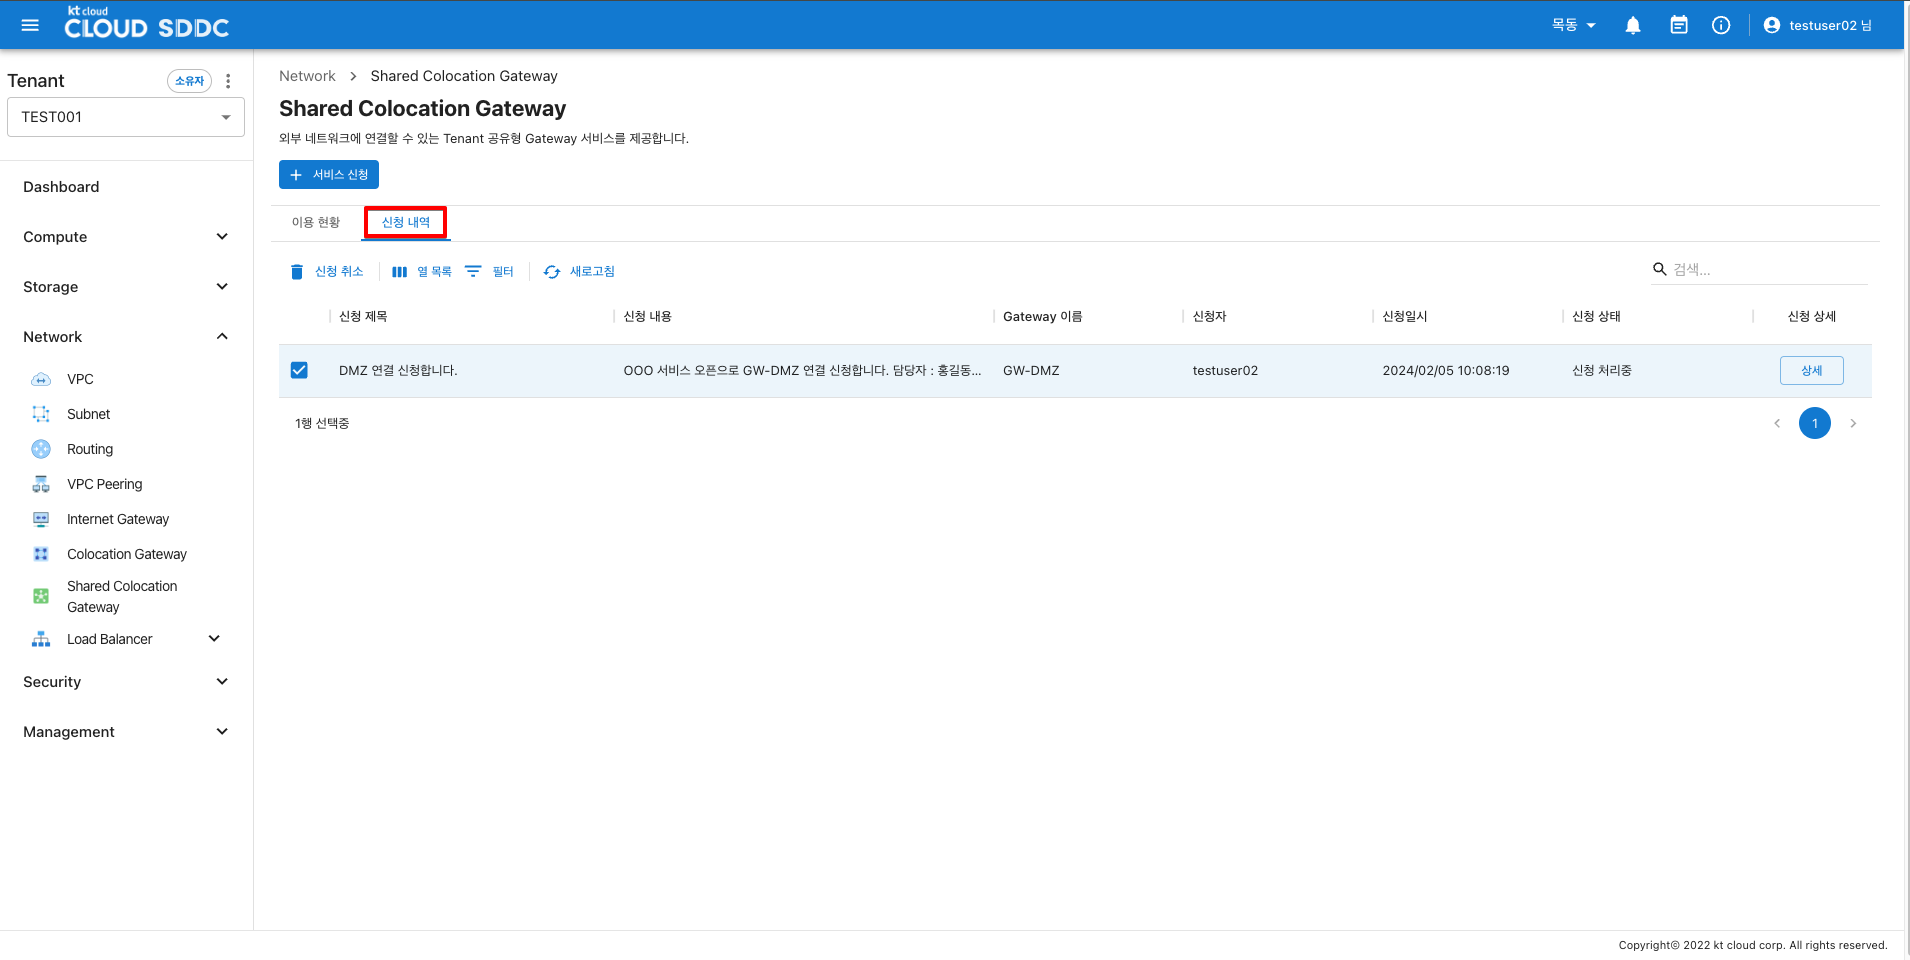 kt cloud
CLOUD SDDC
목동
testuser02 님
Tenant
소유자
TEST001
Dashboard
Compute
Storage
Network
VPC
Subnet
Routing
VPC Peering
Internet Gateway
Colocation Gateway
Shared Colocation
Gateway
Load Balancer
Security
Management
Network > Shared Colocation Gateway
Shared Colocation Gateway
외부 네트워크에 연결할 수 있는 Tenant 공유형 Gateway 서비스를 제공합니다.
+ 서비스 신청
이용 현황 신청 내역
신청 취소 열 목록 필터 새로고침 검색...
신청 제목 신청 내용 Gateway 이름 신청자 신청일시 신청 상태 신청 상세
DMZ 연결 신청합니다. OOO 서비스 오픈으로 GW-DMZ 연결 신청합니다. 담당자 : 홍길동... GW-DMZ testuser02 2024/02/05 10:08:19 신청 처리중 상세
1행 선택중 1
Copyright© 2022 kt cloud corp. All rights reserved.